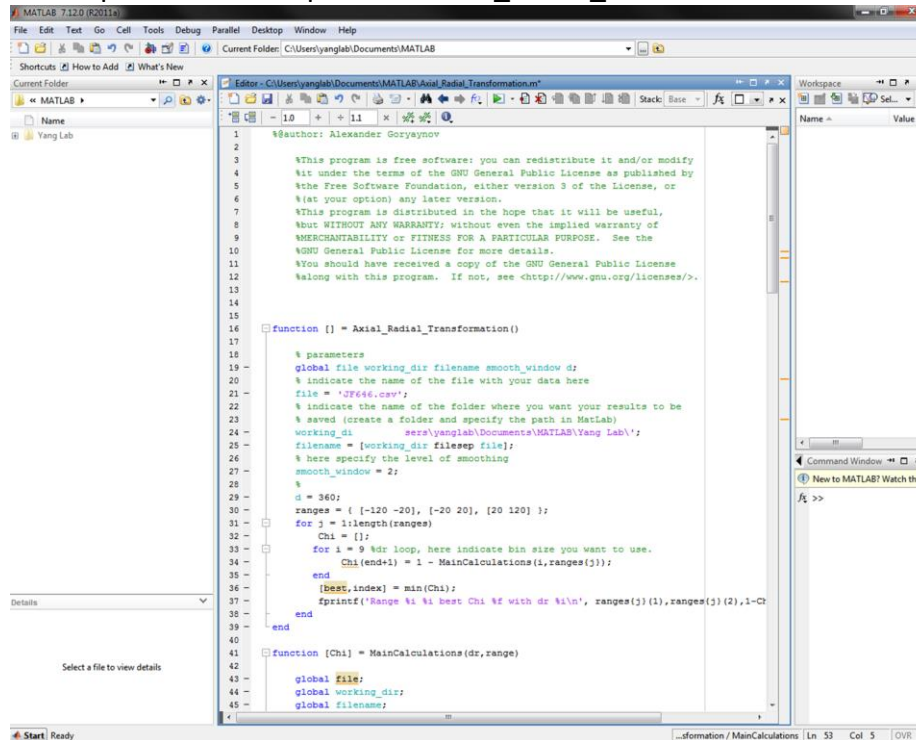 MATLAB 7.12.0 (R2011a)
File Edit Text Go Cell Tools Debug Parallel Desktop Window Help
Current Folder: C:\Users\yanglab\Documents\MATLAB
Shortcuts How to Add What's New
Current Folder
Editor - C:\Users\yanglab\Documents\MATLAB\Axial_Radial_Transformation.m*
Workspace
« MATLAB ▸
Stack: Base
fx
Sel...
Name
- 1.0 + ÷ 1.1 ×
Name Value
Yang Lab
1 %@author: Alexander Goryaynov
2
3 %This program is free software: you can redistribute it and/or modify
4 %it under the terms of the GNU General Public License as published by
5 %the Free Software Foundation, either version 3 of the License, or
6 %(at your option) any later version.
7 %This program is distributed in the hope that it will be useful,
8 %but WITHOUT ANY WARRANTY; without even the implied warranty of
9 %MERCHANTABILITY or FITNESS FOR A PARTICULAR PURPOSE. See the
10 %GNU General Public License for more details.
11 %You should have received a copy of the GNU General Public License
12 %along with this program. If not, see <http://www.gnu.org/licenses/>.
13
14
15
16 function [] = Axial_Radial_Transformation()
17
18 % parameters
19 - global file working_dir filename smooth_window d;
20 % indicate the name of the file with your data here
21 - file = 'JF646.csv';
22 % indicate the name of the folder where you want your results to be
23 % saved (create a folder and specify the path in MatLab)
24 - working_di sers\yanglab\Documents\MATLAB\Yang Lab\';
25 - filename = [working_dir filesep file];
26 % here specify the level of smoothing
27 - smooth_window = 2;
28 %
29 - d = 360;
30 - ranges = { [-120 -20], [-20 20], [20 120] };
31 - for j = 1:length(ranges)
32 - Chi = [];
33 - for i = 9 %dr loop, here indicate bin size you want to use.
34 - Chi(end+1) = 1 - MainCalculations(i,ranges{j});
35 - end
36 - [best,index] = min(Chi);
37 - fprintf('Range %i %i best Chi %f with dr %i\n', ranges{j}(1),ranges{j}(2),1-Ch
38 - end
39 - end
40
41 function [Chi] = MainCalculations(dr,range)
42
43 - global file;
44 - global working_dir;
45 - global filename;
Command Window
New to MATLAB? Watch th
fx >>
Details
Select a file to view details
Start Ready
...sformation / MainCalculations Ln 53 Col 5 OVR